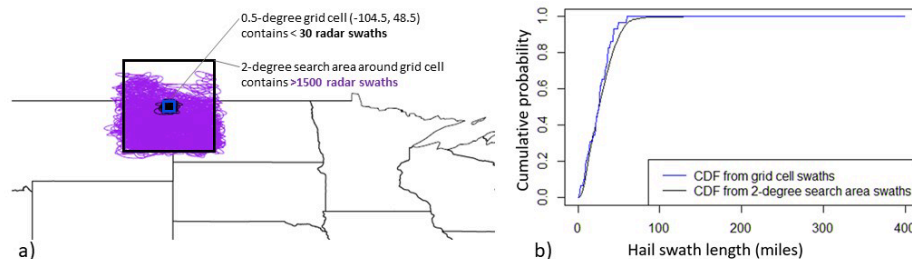 0.5-degree grid cell (-104.5, 48.5)
contains < 30 radar swaths
2-degree search area around grid cell
contains >1500 radar swaths
a)
Cumulative probability
1.0
0.8
0.6
0.4
0.2
0.0
CDF from grid cell swaths
CDF from 2-degree search area swaths
0 100 200 300 400
b) Hail swath length (miles)